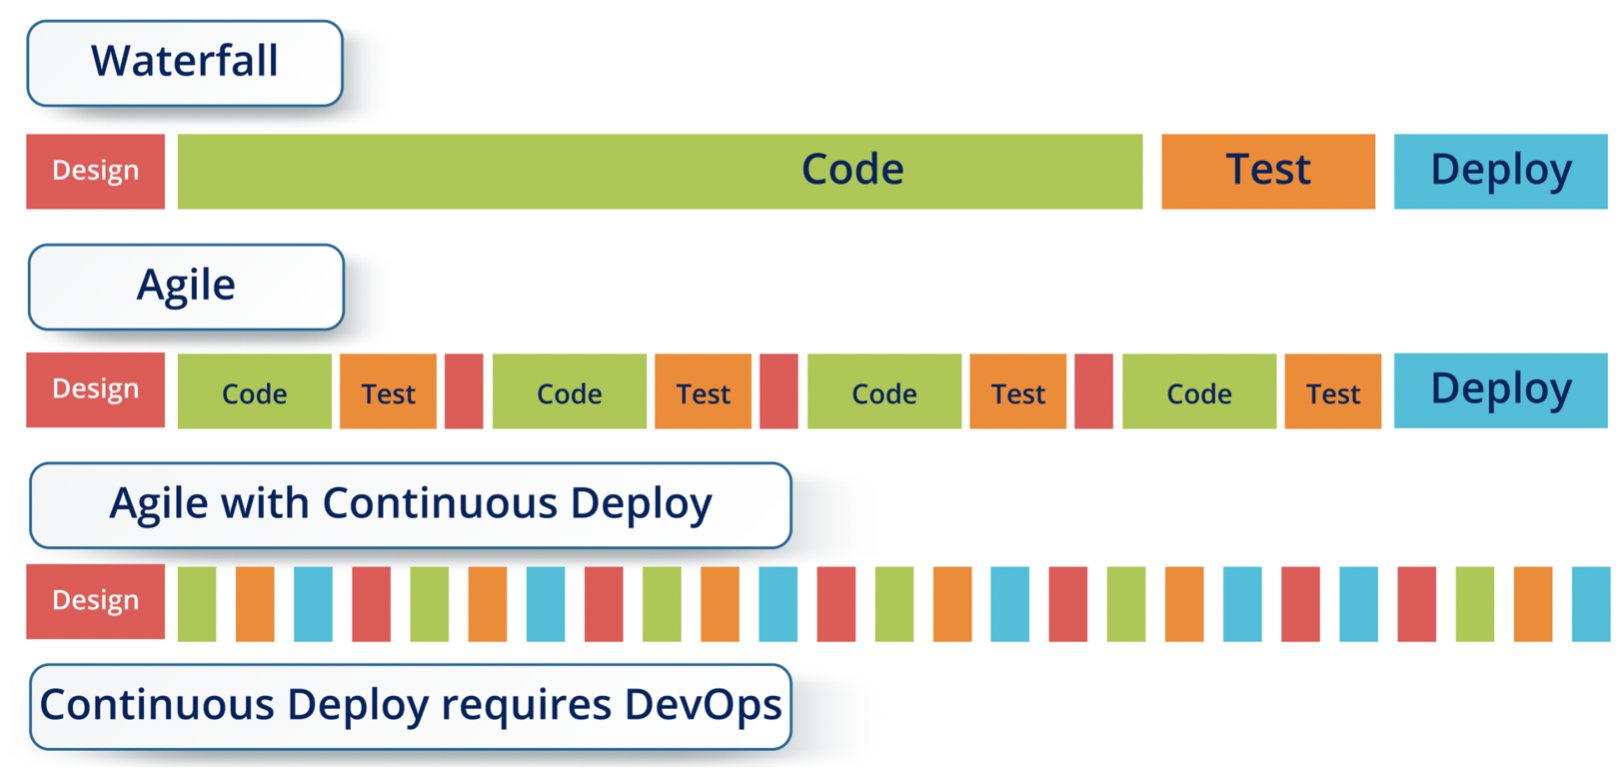 Waterfall
Design Code Test Deploy
Agile
Design Code Test Code Test Code Test Code Test Deploy
Agile with Continuous Deploy
Design
Continuous Deploy requires DevOps